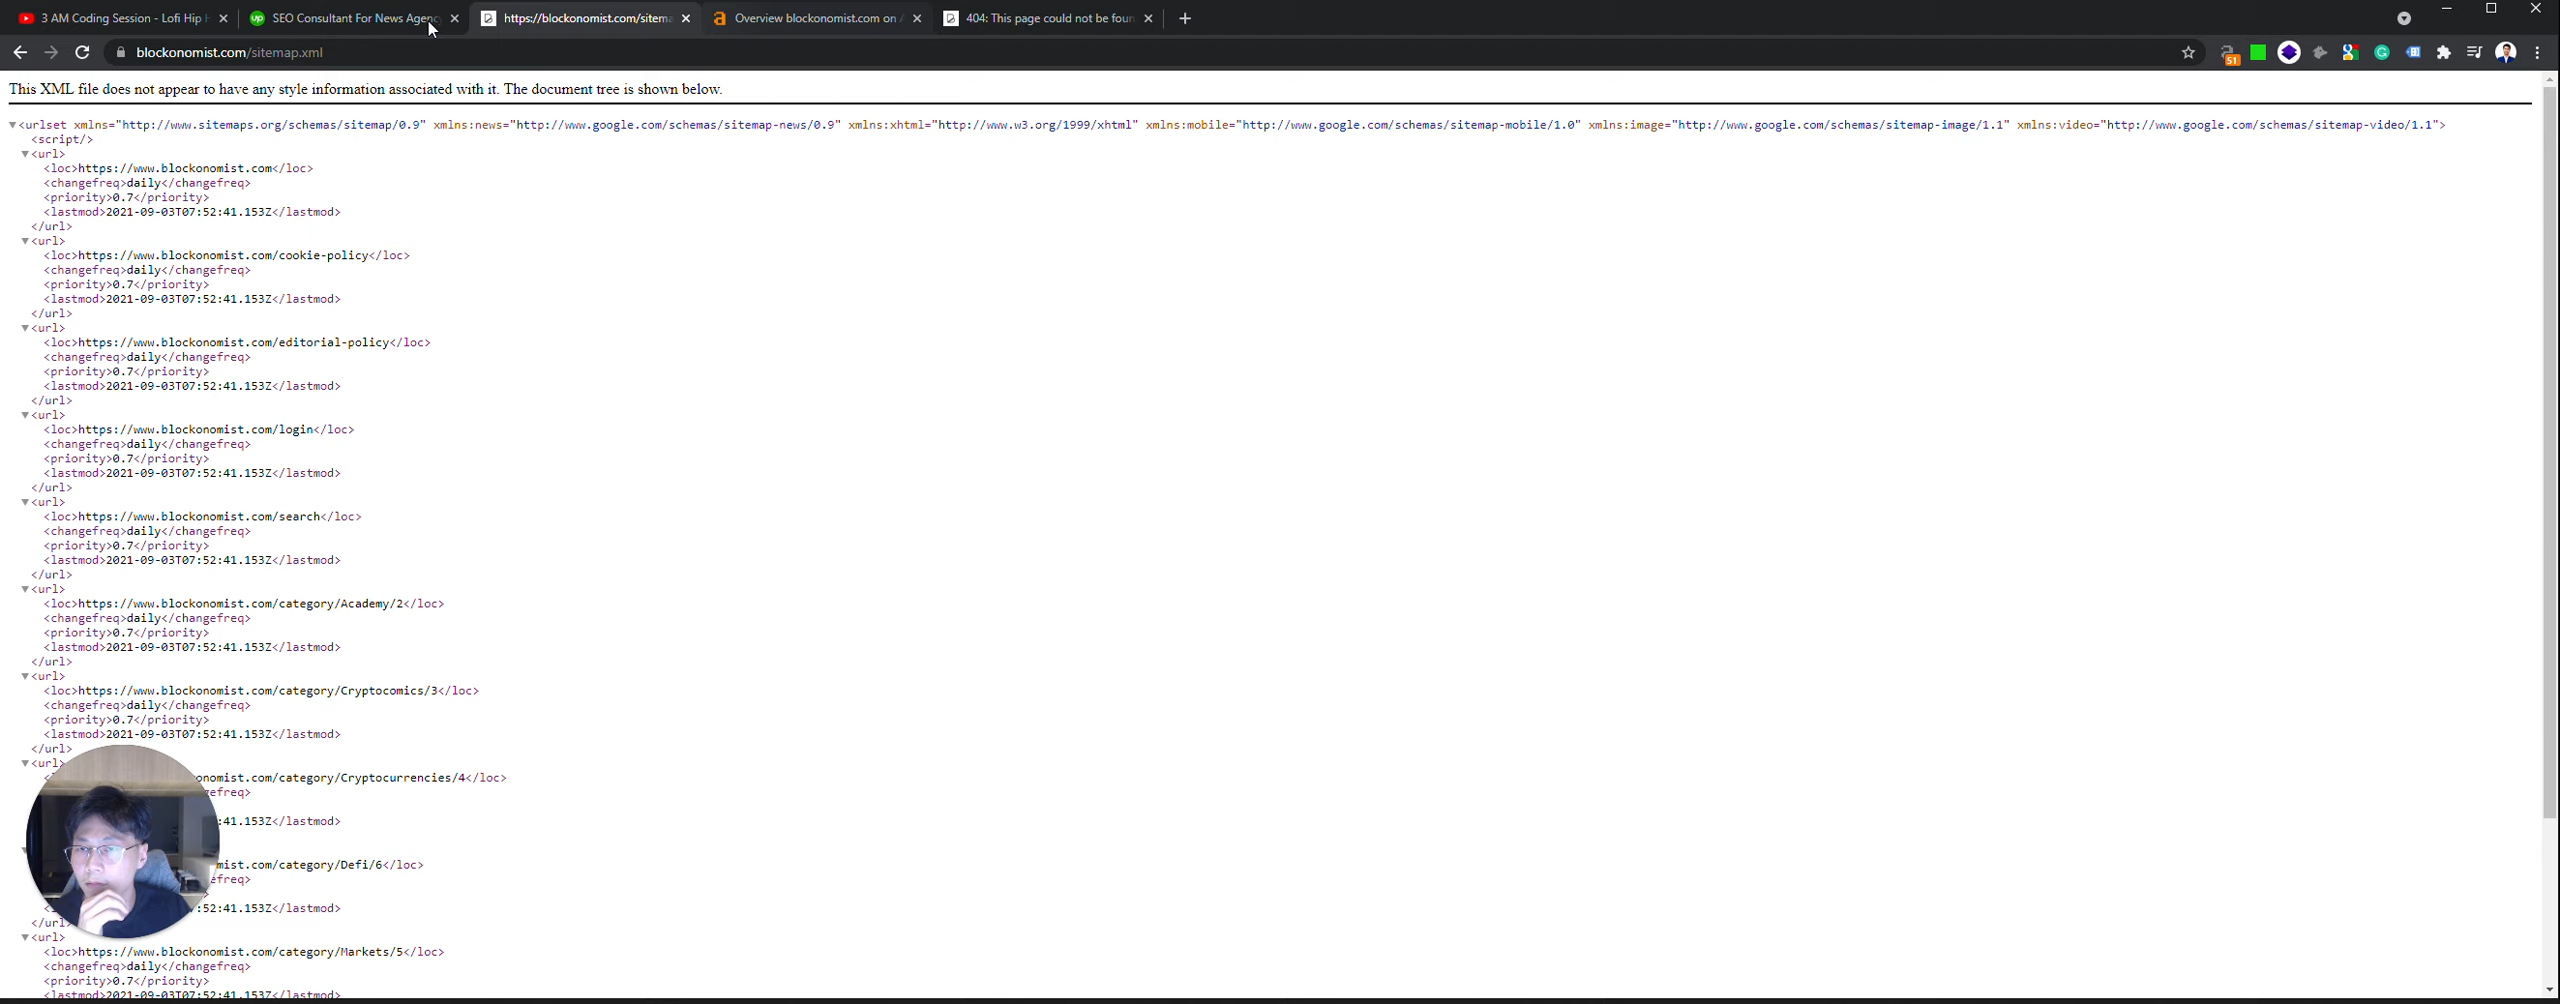 3 AM Coding Session - Lofi Hip H
SEO Consultant For News Agenc
https://blockonomist.com/sitema
Overview blockonomist.com on A
404: This page could not be foun
blockonomist.com/sitemap.xml
51
This XML file does not appear to have any style information associated with it. The document tree is shown below.
▼<urlset xmlns="http://www.sitemaps.org/schemas/sitemap/0.9" xmlns:news="http://www.google.com/schemas/sitemap-news/0.9" xmlns:xhtml="http://www.w3.org/1999/xhtml" xmlns:mobile="http://www.google.com/schemas/sitemap-mobile/1.0" xmlns:image="http://www.google.com/schemas/sitemap-image/1.1" xmlns:video="http://www.google.com/schemas/sitemap-video/1.1">
<script/>
▼<url>
<loc>https://www.blockonomist.com</loc>
<changefreq>daily</changefreq>
<priority>0.7</priority>
<lastmod>2021-09-03T07:52:41.153Z</lastmod>
</url>
▼<url>
<loc>https://www.blockonomist.com/cookie-policy</loc>
<changefreq>daily</changefreq>
<priority>0.7</priority>
<lastmod>2021-09-03T07:52:41.153Z</lastmod>
</url>
▼<url>
<loc>https://www.blockonomist.com/editorial-policy</loc>
<changefreq>daily</changefreq>
<priority>0.7</priority>
<lastmod>2021-09-03T07:52:41.153Z</lastmod>
</url>
▼<url>
<loc>https://www.blockonomist.com/login</loc>
<changefreq>daily</changefreq>
<priority>0.7</priority>
<lastmod>2021-09-03T07:52:41.153Z</lastmod>
</url>
▼<url>
<loc>https://www.blockonomist.com/search</loc>
<changefreq>daily</changefreq>
<priority>0.7</priority>
<lastmod>2021-09-03T07:52:41.153Z</lastmod>
</url>
▼<url>
<loc>https://www.blockonomist.com/category/Academy/2</loc>
<changefreq>daily</changefreq>
<priority>0.7</priority>
<lastmod>2021-09-03T07:52:41.153Z</lastmod>
</url>
▼<url>
<loc>https://www.blockonomist.com/category/Cryptocomics/3</loc>
<changefreq>daily</changefreq>
<priority>0.7</priority>
<lastmod>2021-09-03T07:52:41.153Z</lastmod>
</url>
▼<url>
onomist.com/category/Cryptocurrencies/4</loc>
efreq>
:41.153Z</lastmod>
mist.com/category/Defi/6</loc>
efreq>
:52:41.153Z</lastmod>
</url>
▼<url>
<loc>https://www.blockonomist.com/category/Markets/5</loc>
<changefreq>daily</changefreq>
<priority>0.7</priority>
<lastmod>2021-09-03T07:52:41.153Z</lastmod>